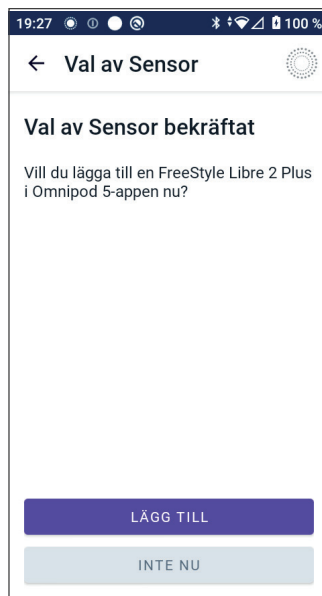 19:27 100 %
Val av Sensor
Val av Sensor bekräftat
Vill du lägga till en FreeStyle Libre 2 Plus
i Omnipod 5-appen nu?
LÄGG TILL
INTE NU